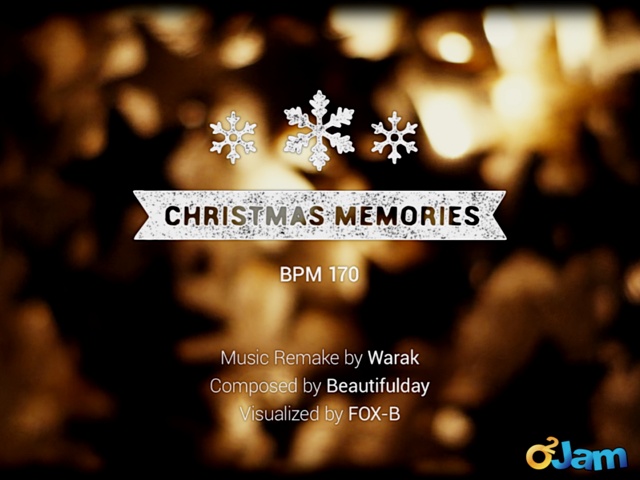 CHRISTMAS MEMORIES
BPM 170
Music Remake by Warak
Composed by Beautifulday
Visualized by FOX-B
O2Jam